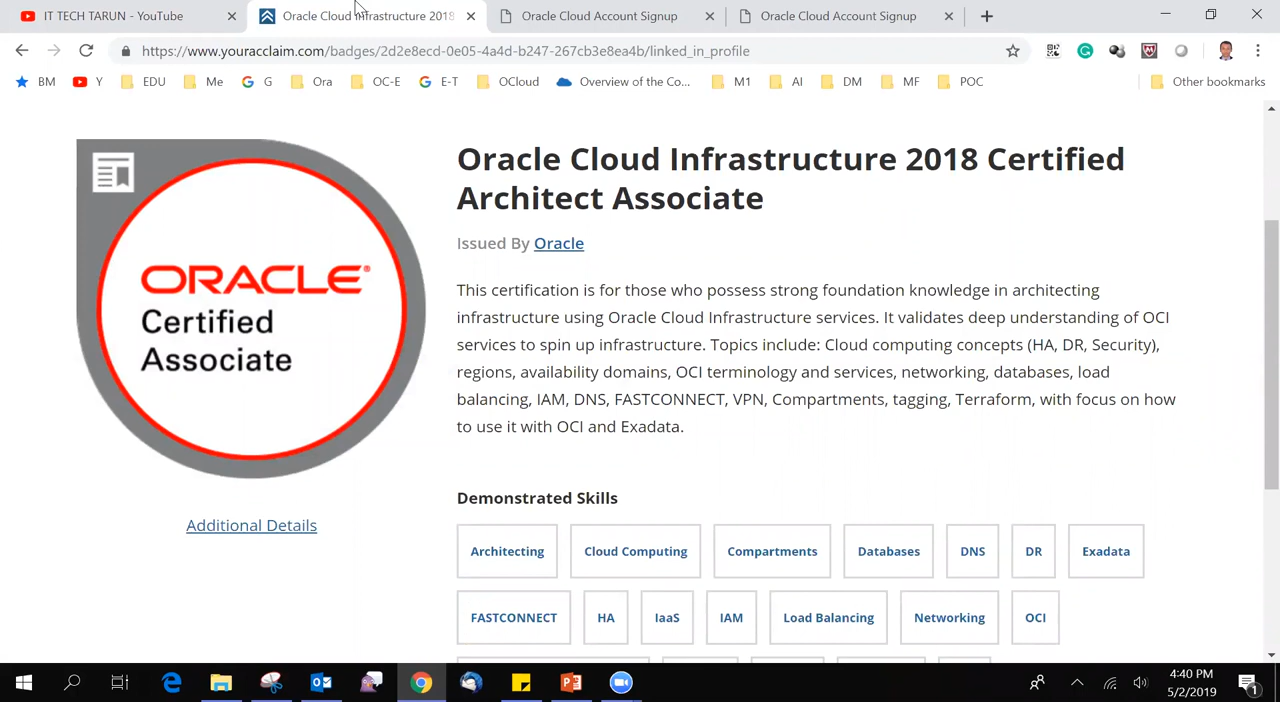 IT TECH TARUN - YouTube
Oracle Cloud Infrastructure 2018
Oracle Cloud Account Signup
Oracle Cloud Account Signup
https://www.youracclaim.com/badges/2d2e8ecd-0e05-4a4d-b247-267cb3e8ea4b/linked_in_profile
BM
Y
EDU
Me
G
Ora
OC-E
E-T
OCloud
Overview of the Co...
M1
AI
DM
MF
POC
Other bookmarks
Oracle Cloud Infrastructure 2018 Certified
Architect Associate
Issued By Oracle
This certification is for those who possess strong foundation knowledge in architecting
infrastructure using Oracle Cloud Infrastructure services. It validates deep understanding of OCI
services to spin up infrastructure. Topics include: Cloud computing concepts (HA, DR, Security),
regions, availability domains, OCI terminology and services, networking, databases, load
balancing, IAM, DNS, FASTCONNECT, VPN, Compartments, tagging, Terraform, with focus on how
to use it with OCI and Exadata.
ORACLE®
Certified
Associate
Additional Details
Demonstrated Skills
Architecting
Cloud Computing
Compartments
Databases
DNS
DR
Exadata
FASTCONNECT
HA
IaaS
IAM
Load Balancing
Networking
OCI
4:40 PM
5/2/2019
1